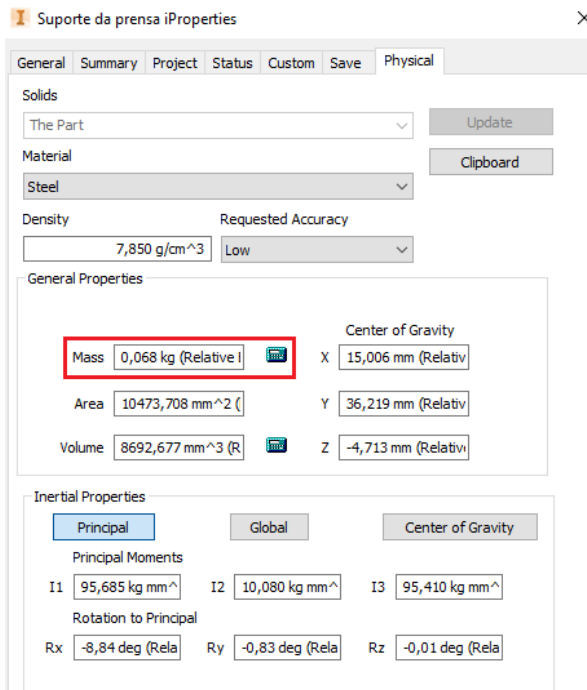 Suporte da prensa iProperties
General Summary Project Status Custom Save Physical
Solids
The Part
Update
Material
Clipboard
Steel
Density Requested Accuracy
7,850 g/cm^3 Low
General Properties
Center of Gravity
Mass 0,068 kg (Relative X 15,006 mm (Relativ
Area 10473,708 mm^2 ( Y 36,219 mm (Relativ
Volume 8692,677 mm^3 (R Z -4,713 mm (Relativ
Inertial Properties
Principal Global Center of Gravity
Principal Moments
I1 95,685 kg mm^ I2 10,080 kg mm^ I3 95,410 kg mm^
Rotation to Principal
Rx -8,84 deg (Rela Ry -0,83 deg (Rela Rz -0,01 deg (Rela